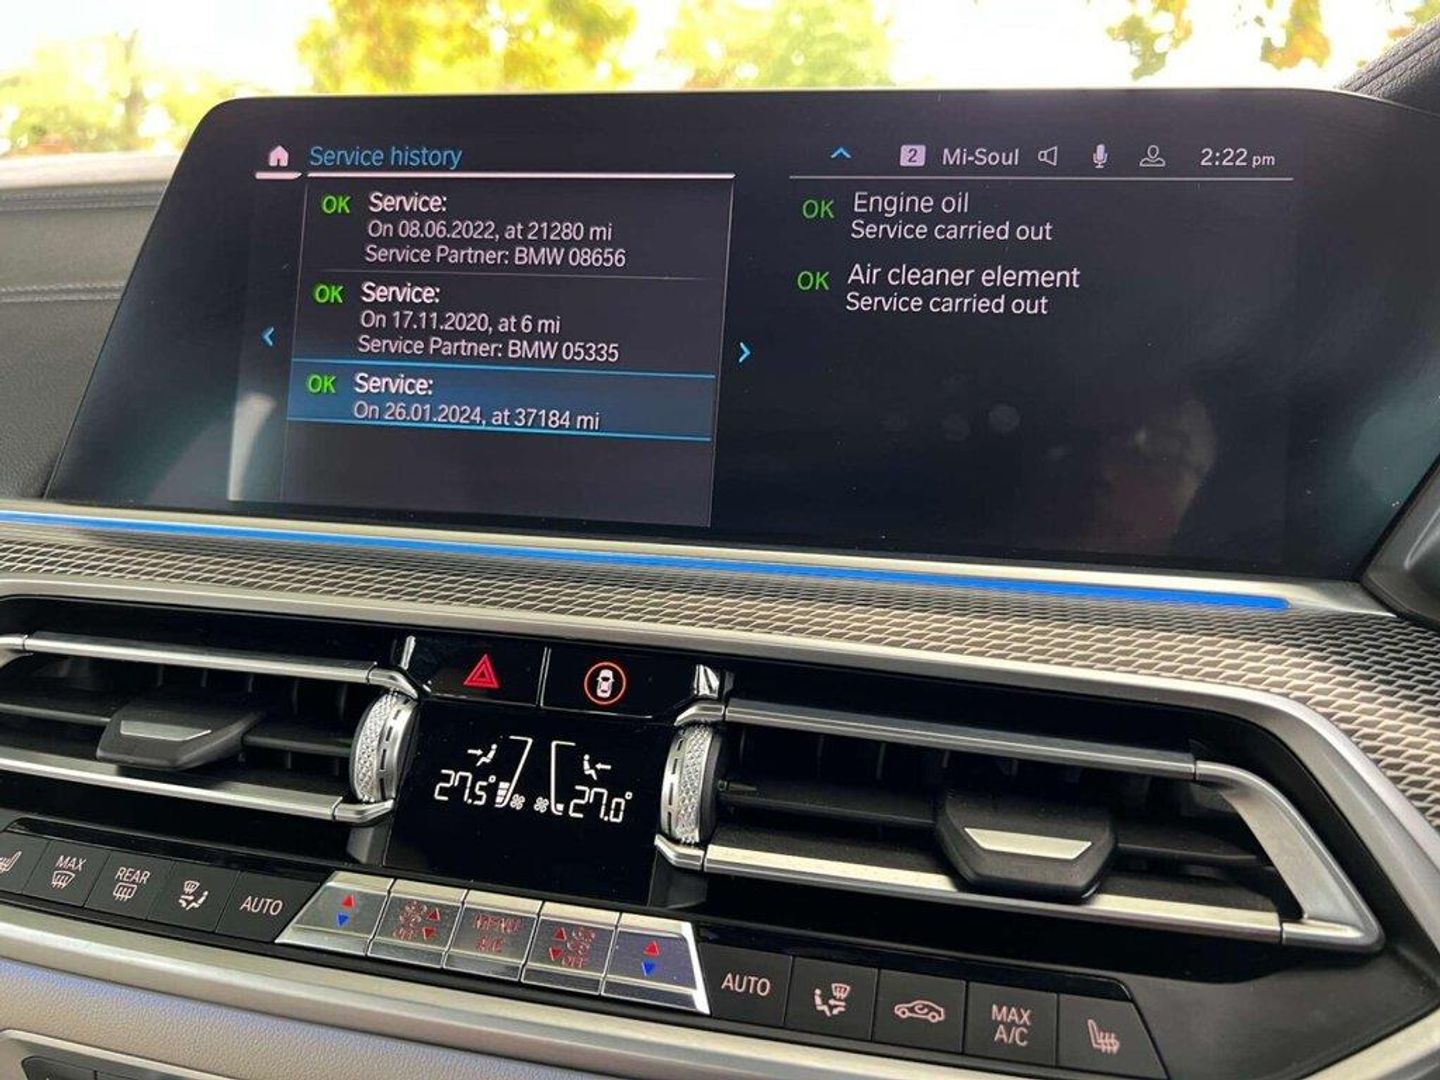 Service history
2 Mi-Soul 2:22 pm
OK Service:
On 08.06.2022, at 21280 mi
Service Partner: BMW 08656
OK Service:
On 17.11.2020, at 6 mi
Service Partner: BMW 05335
OK Service:
On 26.01.2024, at 37184 mi
OK Engine oil
Service carried out
OK Air cleaner element
Service carried out
27.5° 27.0°
MAX
REAR
AUTO
OFF
MENU
A/C
OFF
AUTO
MAX
A/C